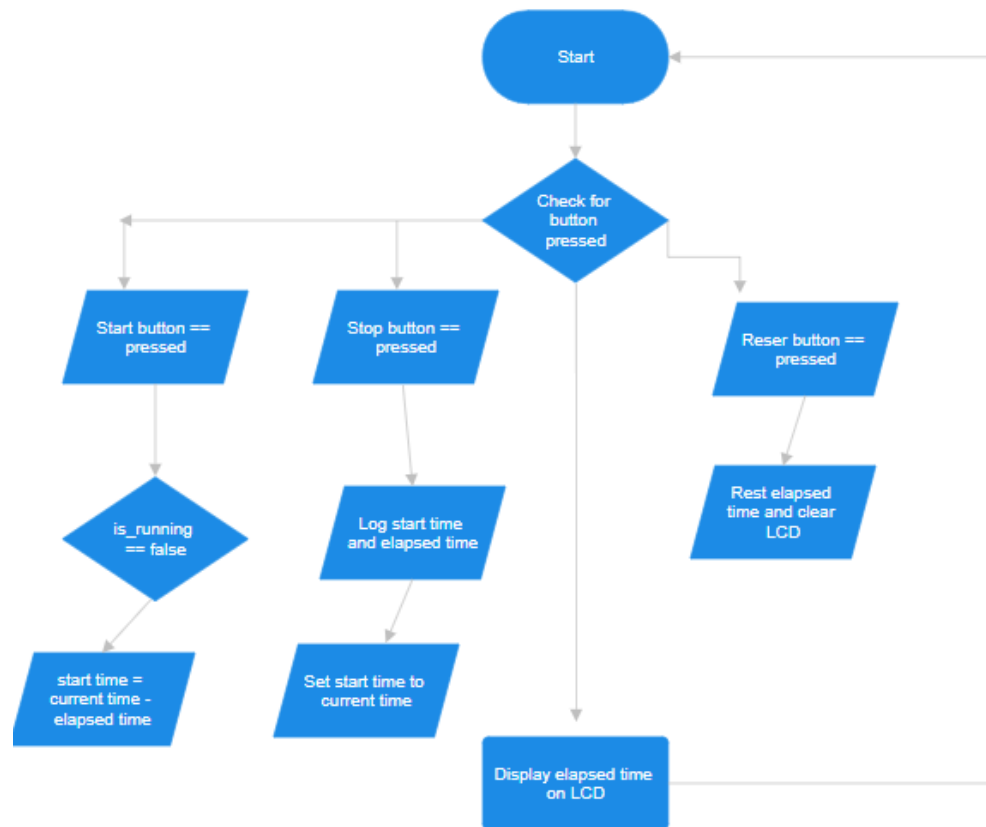 Start
Check for
button
pressed
Start button ==
pressed
Stop button ==
pressed
Reser button ==
pressed
is_running
== false
Log start time
and elapsed time
Rest elapsed
time and clear
LCD
start time =
current time -
elapsed time
Set start time to
current time
Display elapsed time
on LCD